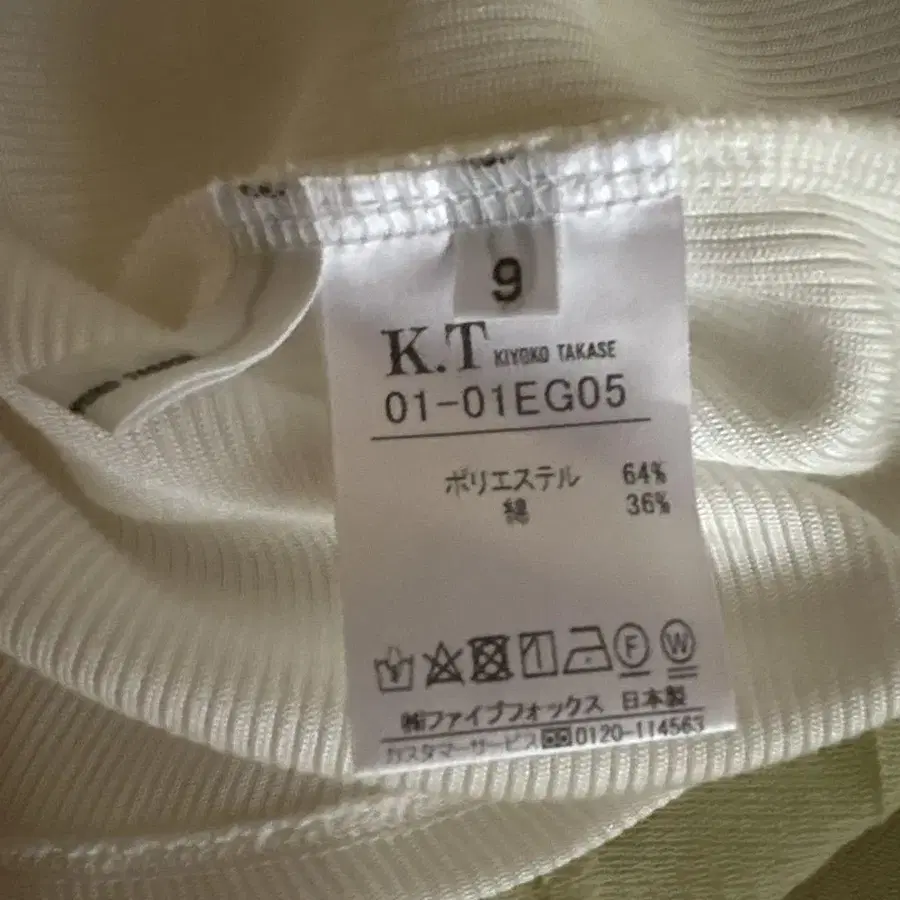 9
K.T KIYOKO TAKASE
01-01EG05
ポリエステル 64%
綿 36%
F W
㈱ファイブフォックス 日本製
カスタマーサービス 0120-114563